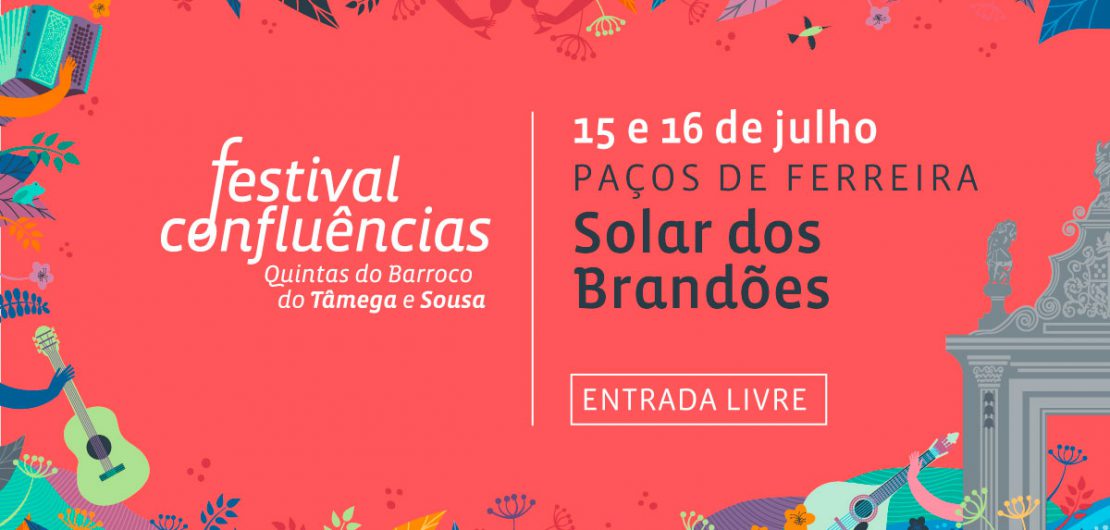 festival
confluências
Quintas do Barroco
do Tâmega e Sousa
15 e 16 de julho
PAÇOS DE FERREIRA
Solar dos
Brandões
ENTRADA LIVRE